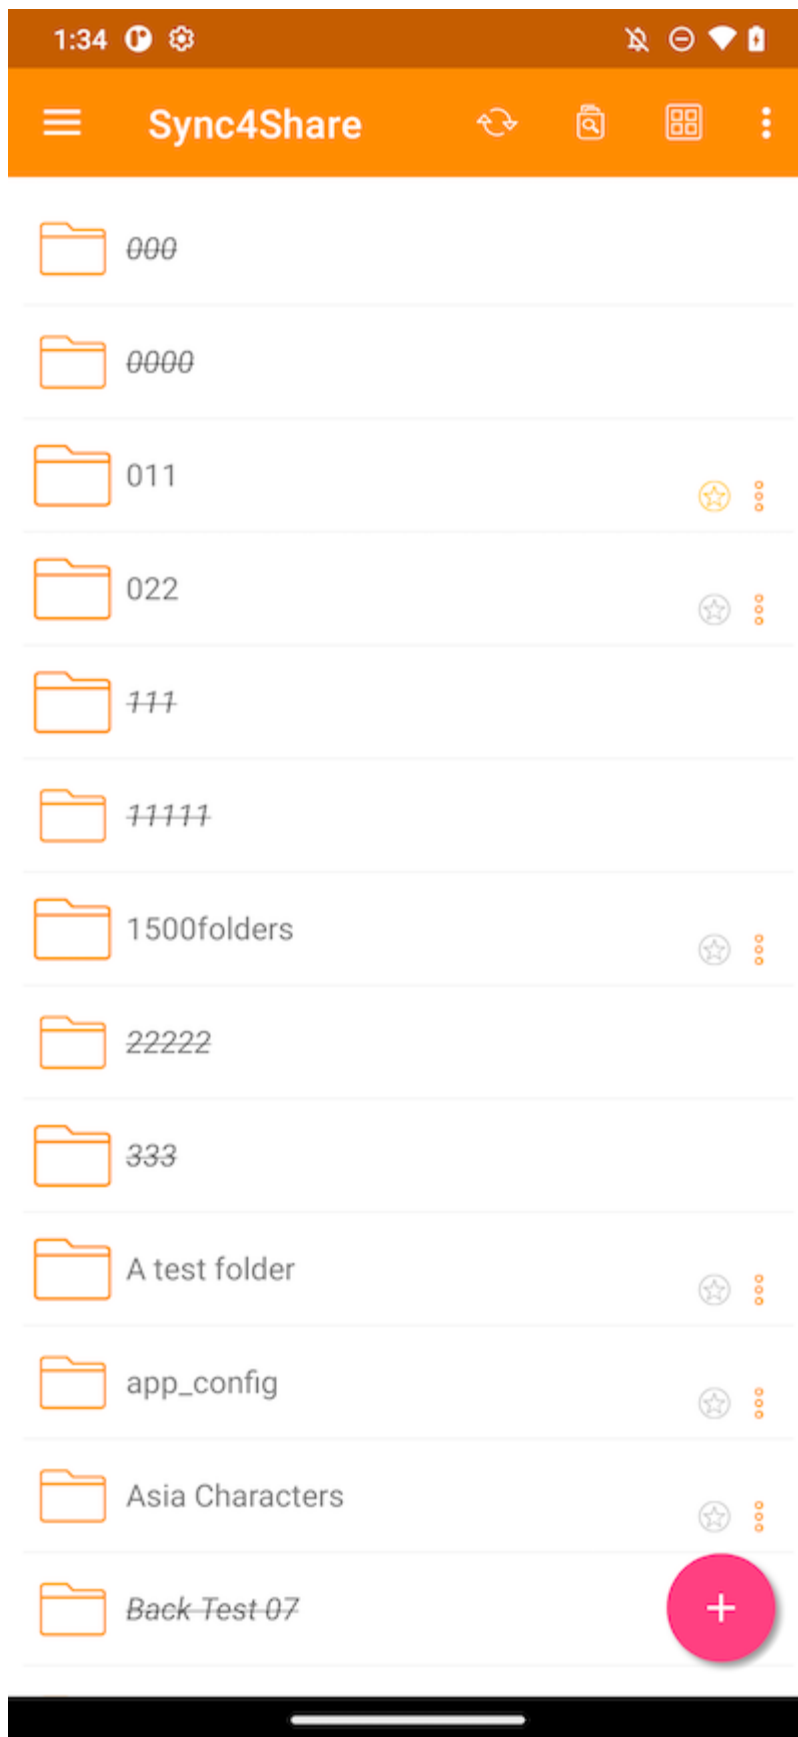 1:34
Sync4Share
000
0000
011
022
111
11111
1500folders
22222
333
A test folder
app_config
Asia Characters
Back Test 07